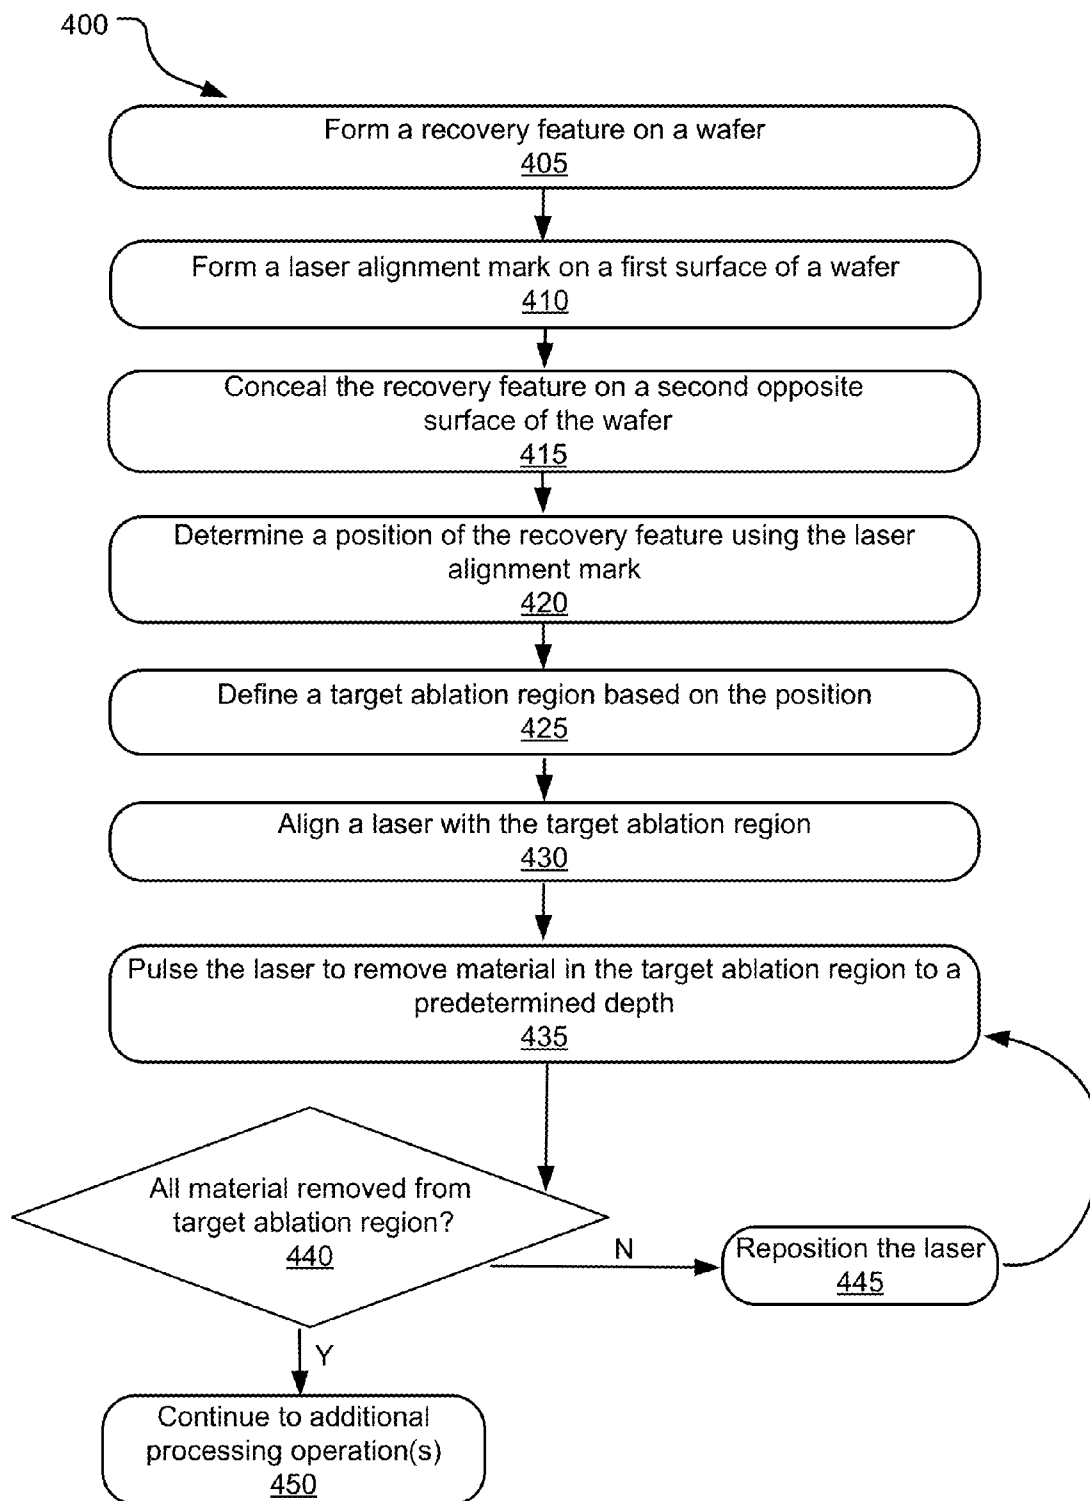 400
Form a recovery feature on a wafer
405
Form a laser alignment mark on a first surface of a wafer
410
Conceal the recovery feature on a second opposite
surface of the wafer
415
Determine a position of the recovery feature using the laser
alignment mark
420
Define a target ablation region based on the position
425
Align a laser with the target ablation region
430
Pulse the laser to remove material in the target ablation region to a
predetermined depth
435
All material removed from
target ablation region?
440
N
Reposition the laser
445
Y
Continue to additional
processing operation(s)
450